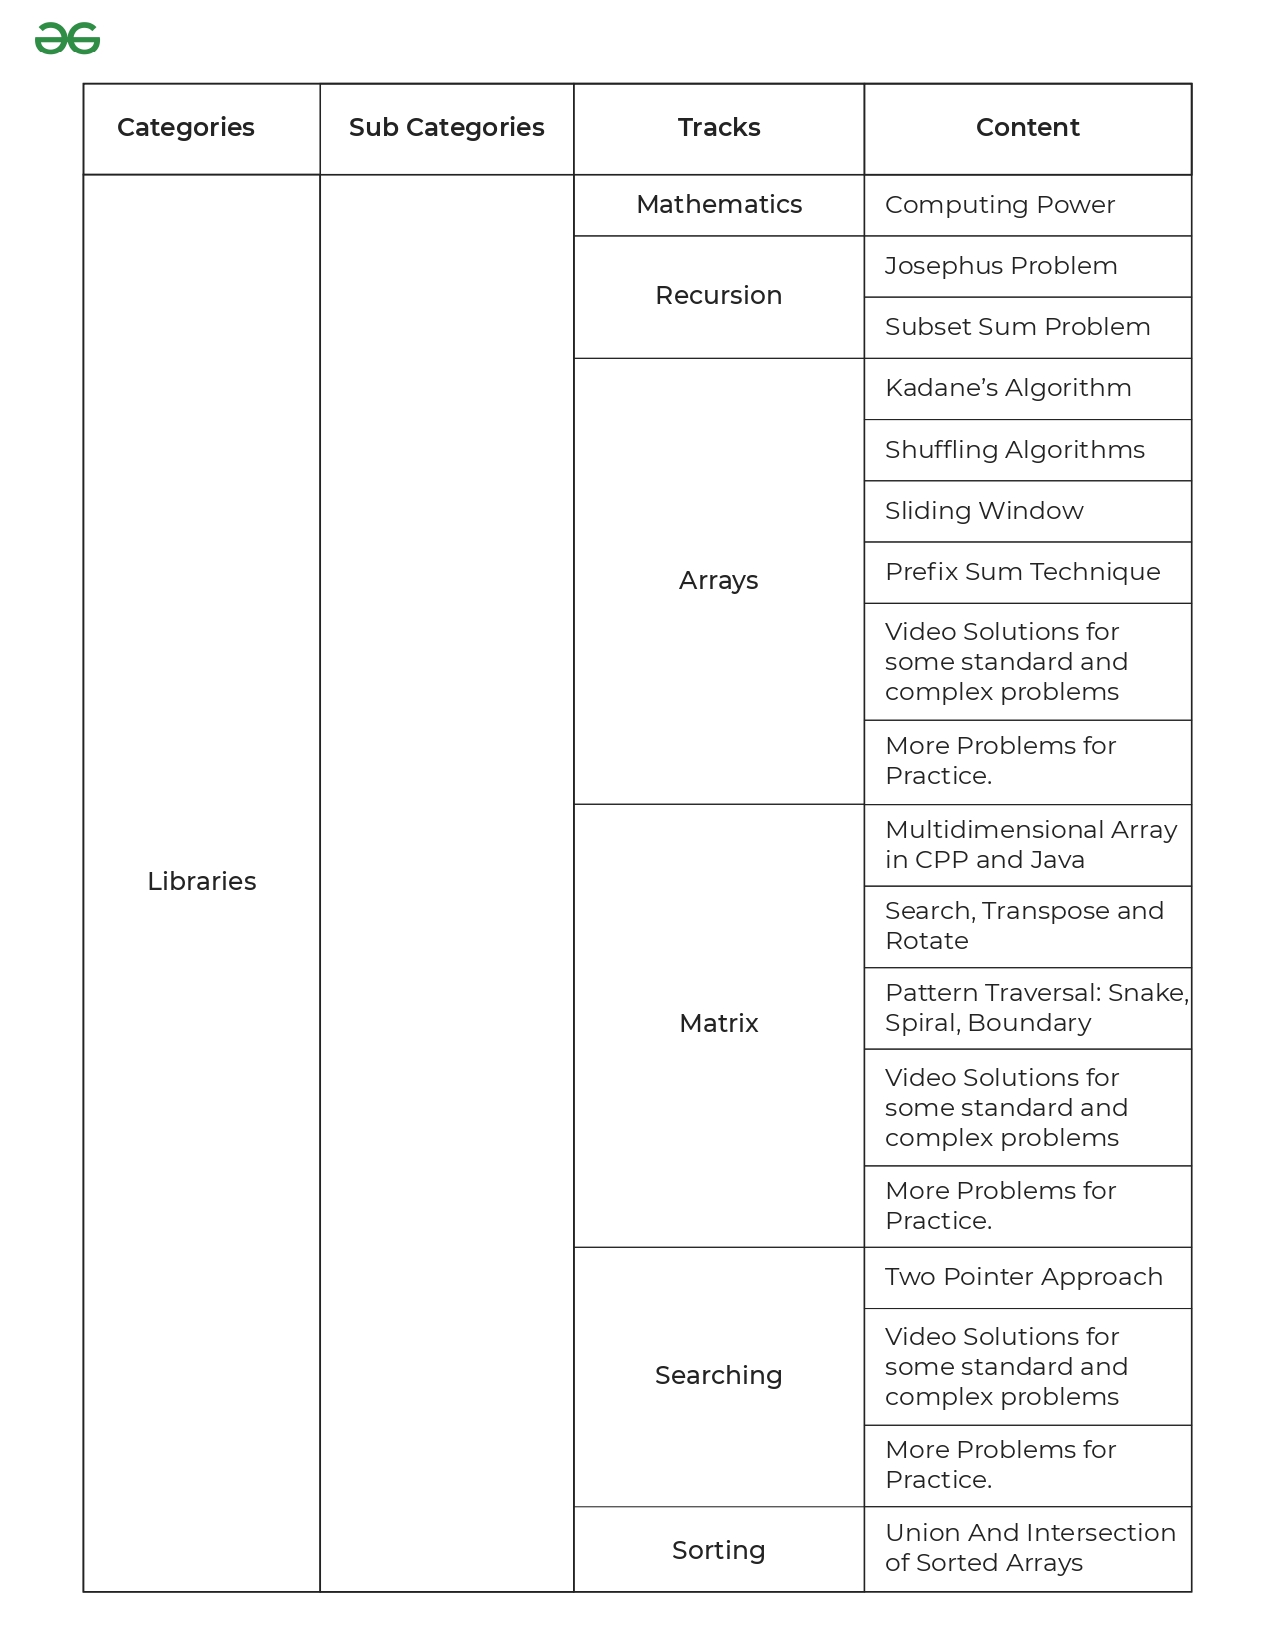 Categories
Sub Categories
Tracks
Content
Libraries
Mathematics
Computing Power
Recursion
Josephus Problem
Subset Sum Problem
Arrays
Kadane’s Algorithm
Shuffling Algorithms
Sliding Window
Prefix Sum Technique
Video Solutions for
some standard and
complex problems
More Problems for
Practice.
Matrix
Multidimensional Array
in CPP and Java
Search, Transpose and
Rotate
Pattern Traversal: Snake,
Spiral, Boundary
Video Solutions for
some standard and
complex problems
More Problems for
Practice.
Searching
Two Pointer Approach
Video Solutions for
some standard and
complex problems
More Problems for
Practice.
Sorting
Union And Intersection
of Sorted Arrays